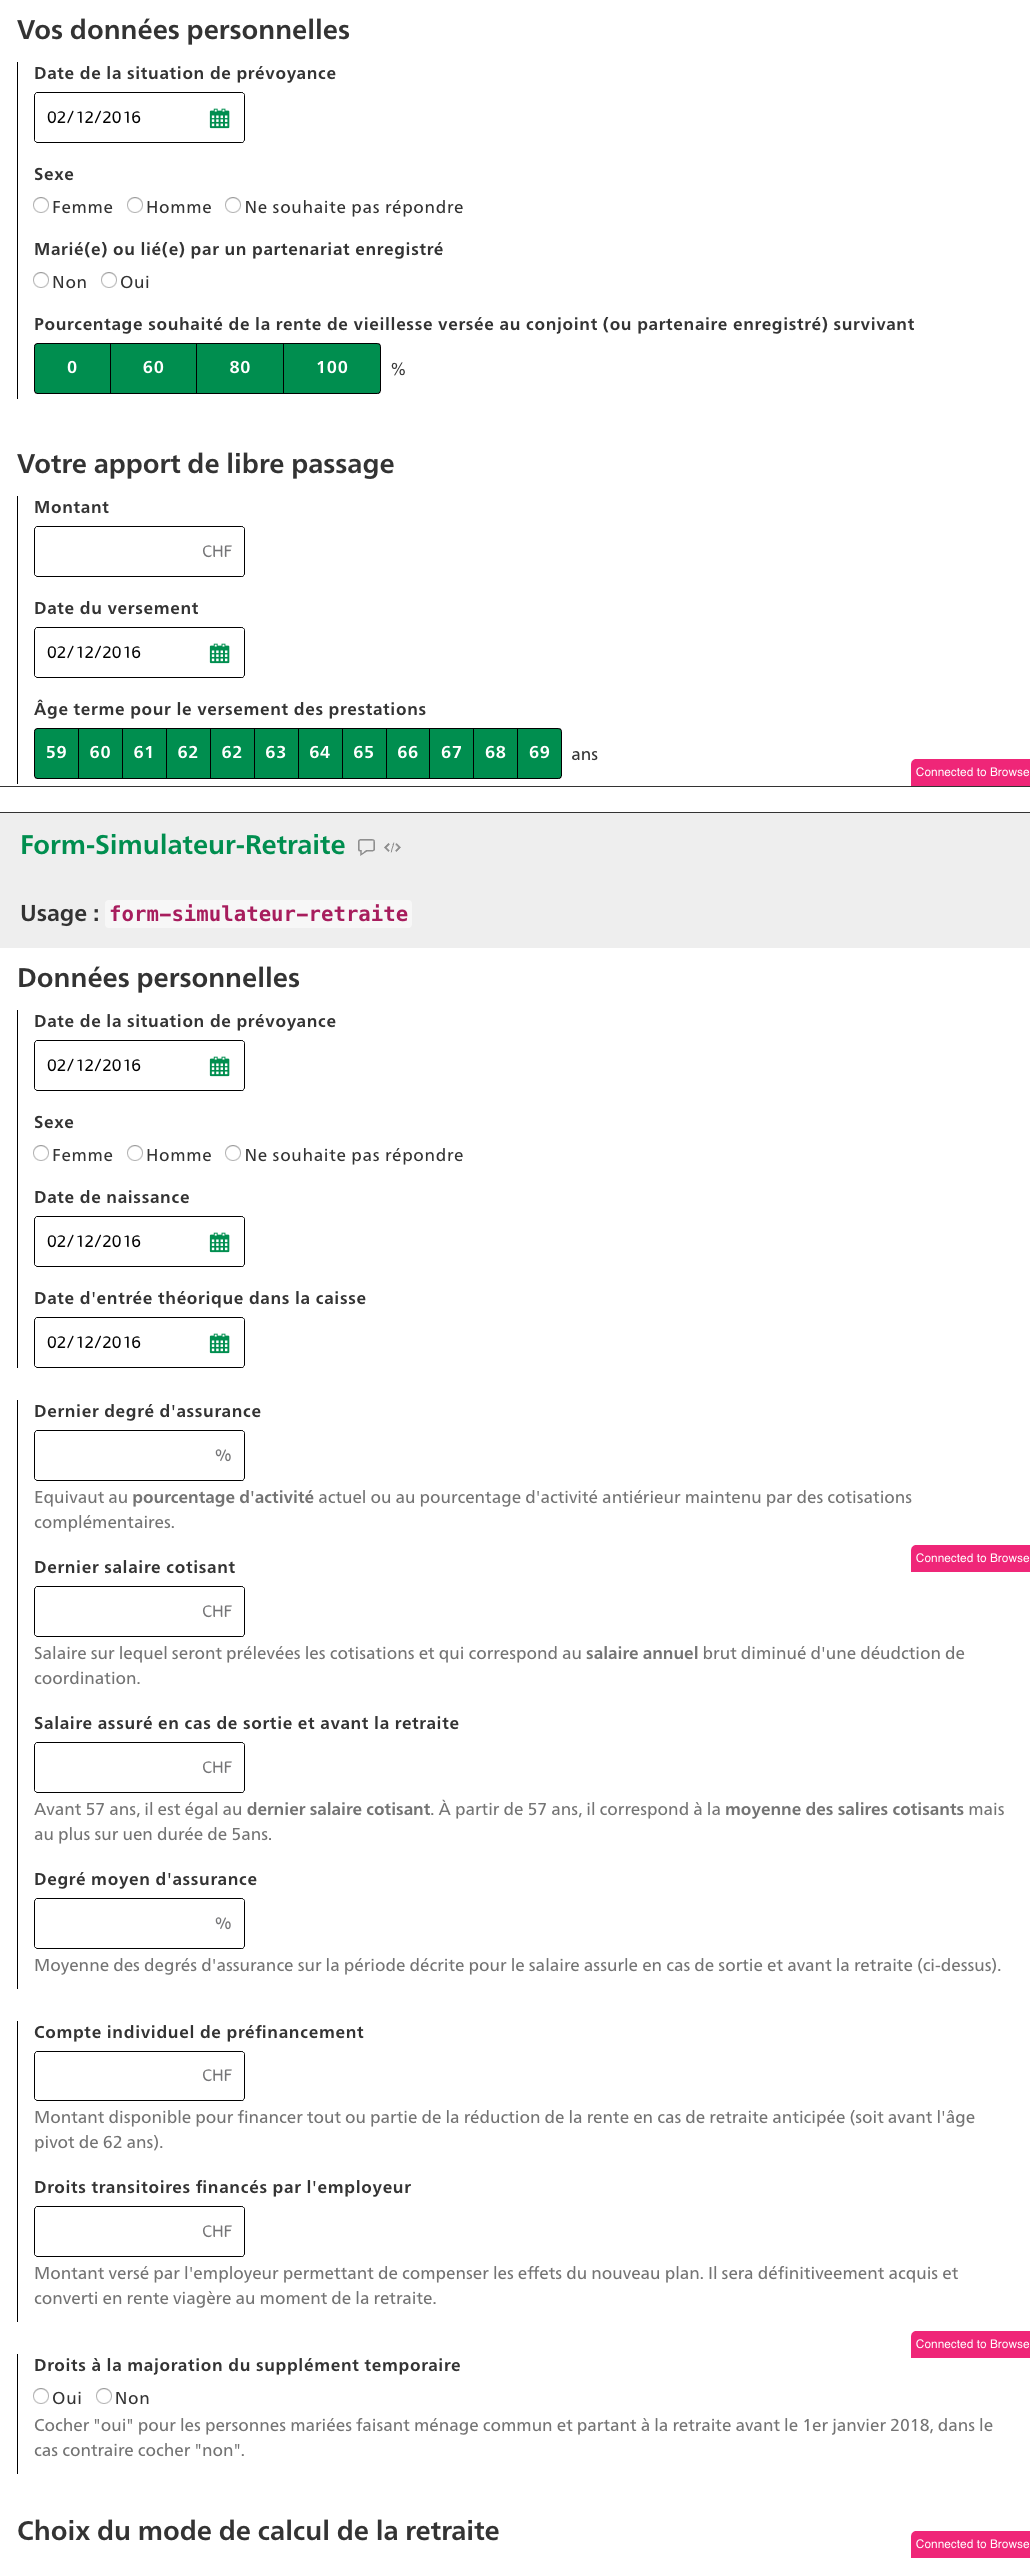 Vos données personnelles
Date de la situation de prévoyance
02/12/2016
Sexe
Femme Homme Ne souhaite pas répondre
Marié(e) ou lié(e) par un partenariat enregistré
Non Oui
Pourcentage souhaité de la rente de vieillesse versée au conjoint (ou partenaire enregistré) survivant
0 60 80 100 %
Votre apport de libre passage
Montant
CHF
Date du versement
02/12/2016
Âge terme pour le versement des prestations
59 60 61 62 62 63 64 65 66 67 68 69 ans
Connected to Browse
Form-Simulateur-Retraite </>
Usage : form-simulateur-retraite
Données personnelles
Date de la situation de prévoyance
02/12/2016
Sexe
Femme Homme Ne souhaite pas répondre
Date de naissance
02/12/2016
Date d'entrée théorique dans la caisse
02/12/2016
Dernier degré d'assurance
%
Equivaut au pourcentage d'activité actuel ou au pourcentage d'activité antiérieur maintenu par des cotisations
complémentaires.
Connected to Browse
Dernier salaire cotisant
CHF
Salaire sur lequel seront prélevées les cotisations et qui correspond au salaire annuel brut diminué d'une déudction de
coordination.
Salaire assuré en cas de sortie et avant la retraite
CHF
Avant 57 ans, il est égal au dernier salaire cotisant. À partir de 57 ans, il correspond à la moyenne des salires cotisants mais
au plus sur uen durée de 5ans.
Degré moyen d'assurance
%
Moyenne des degrés d'assurance sur la période décrite pour le salaire assurle en cas de sortie et avant la retraite (ci-dessus).
Compte individuel de préfinancement
CHF
Montant disponible pour financer tout ou partie de la réduction de la rente en cas de retraite anticipée (soit avant l'âge
pivot de 62 ans).
Droits transitoires financés par l'employeur
CHF
Montant versé par l'employeur permettant de compenser les effets du nouveau plan. Il sera définitiveement acquis et
converti en rente viagère au moment de la retraite.
Connected to Browse
Droits à la majoration du supplément temporaire
Oui Non
Cocher "oui" pour les personnes mariées faisant ménage commun et partant à la retraite avant le 1er janvier 2018, dans le
cas contraire cocher "non".
Choix du mode de calcul de la retraite
Connected to Browse